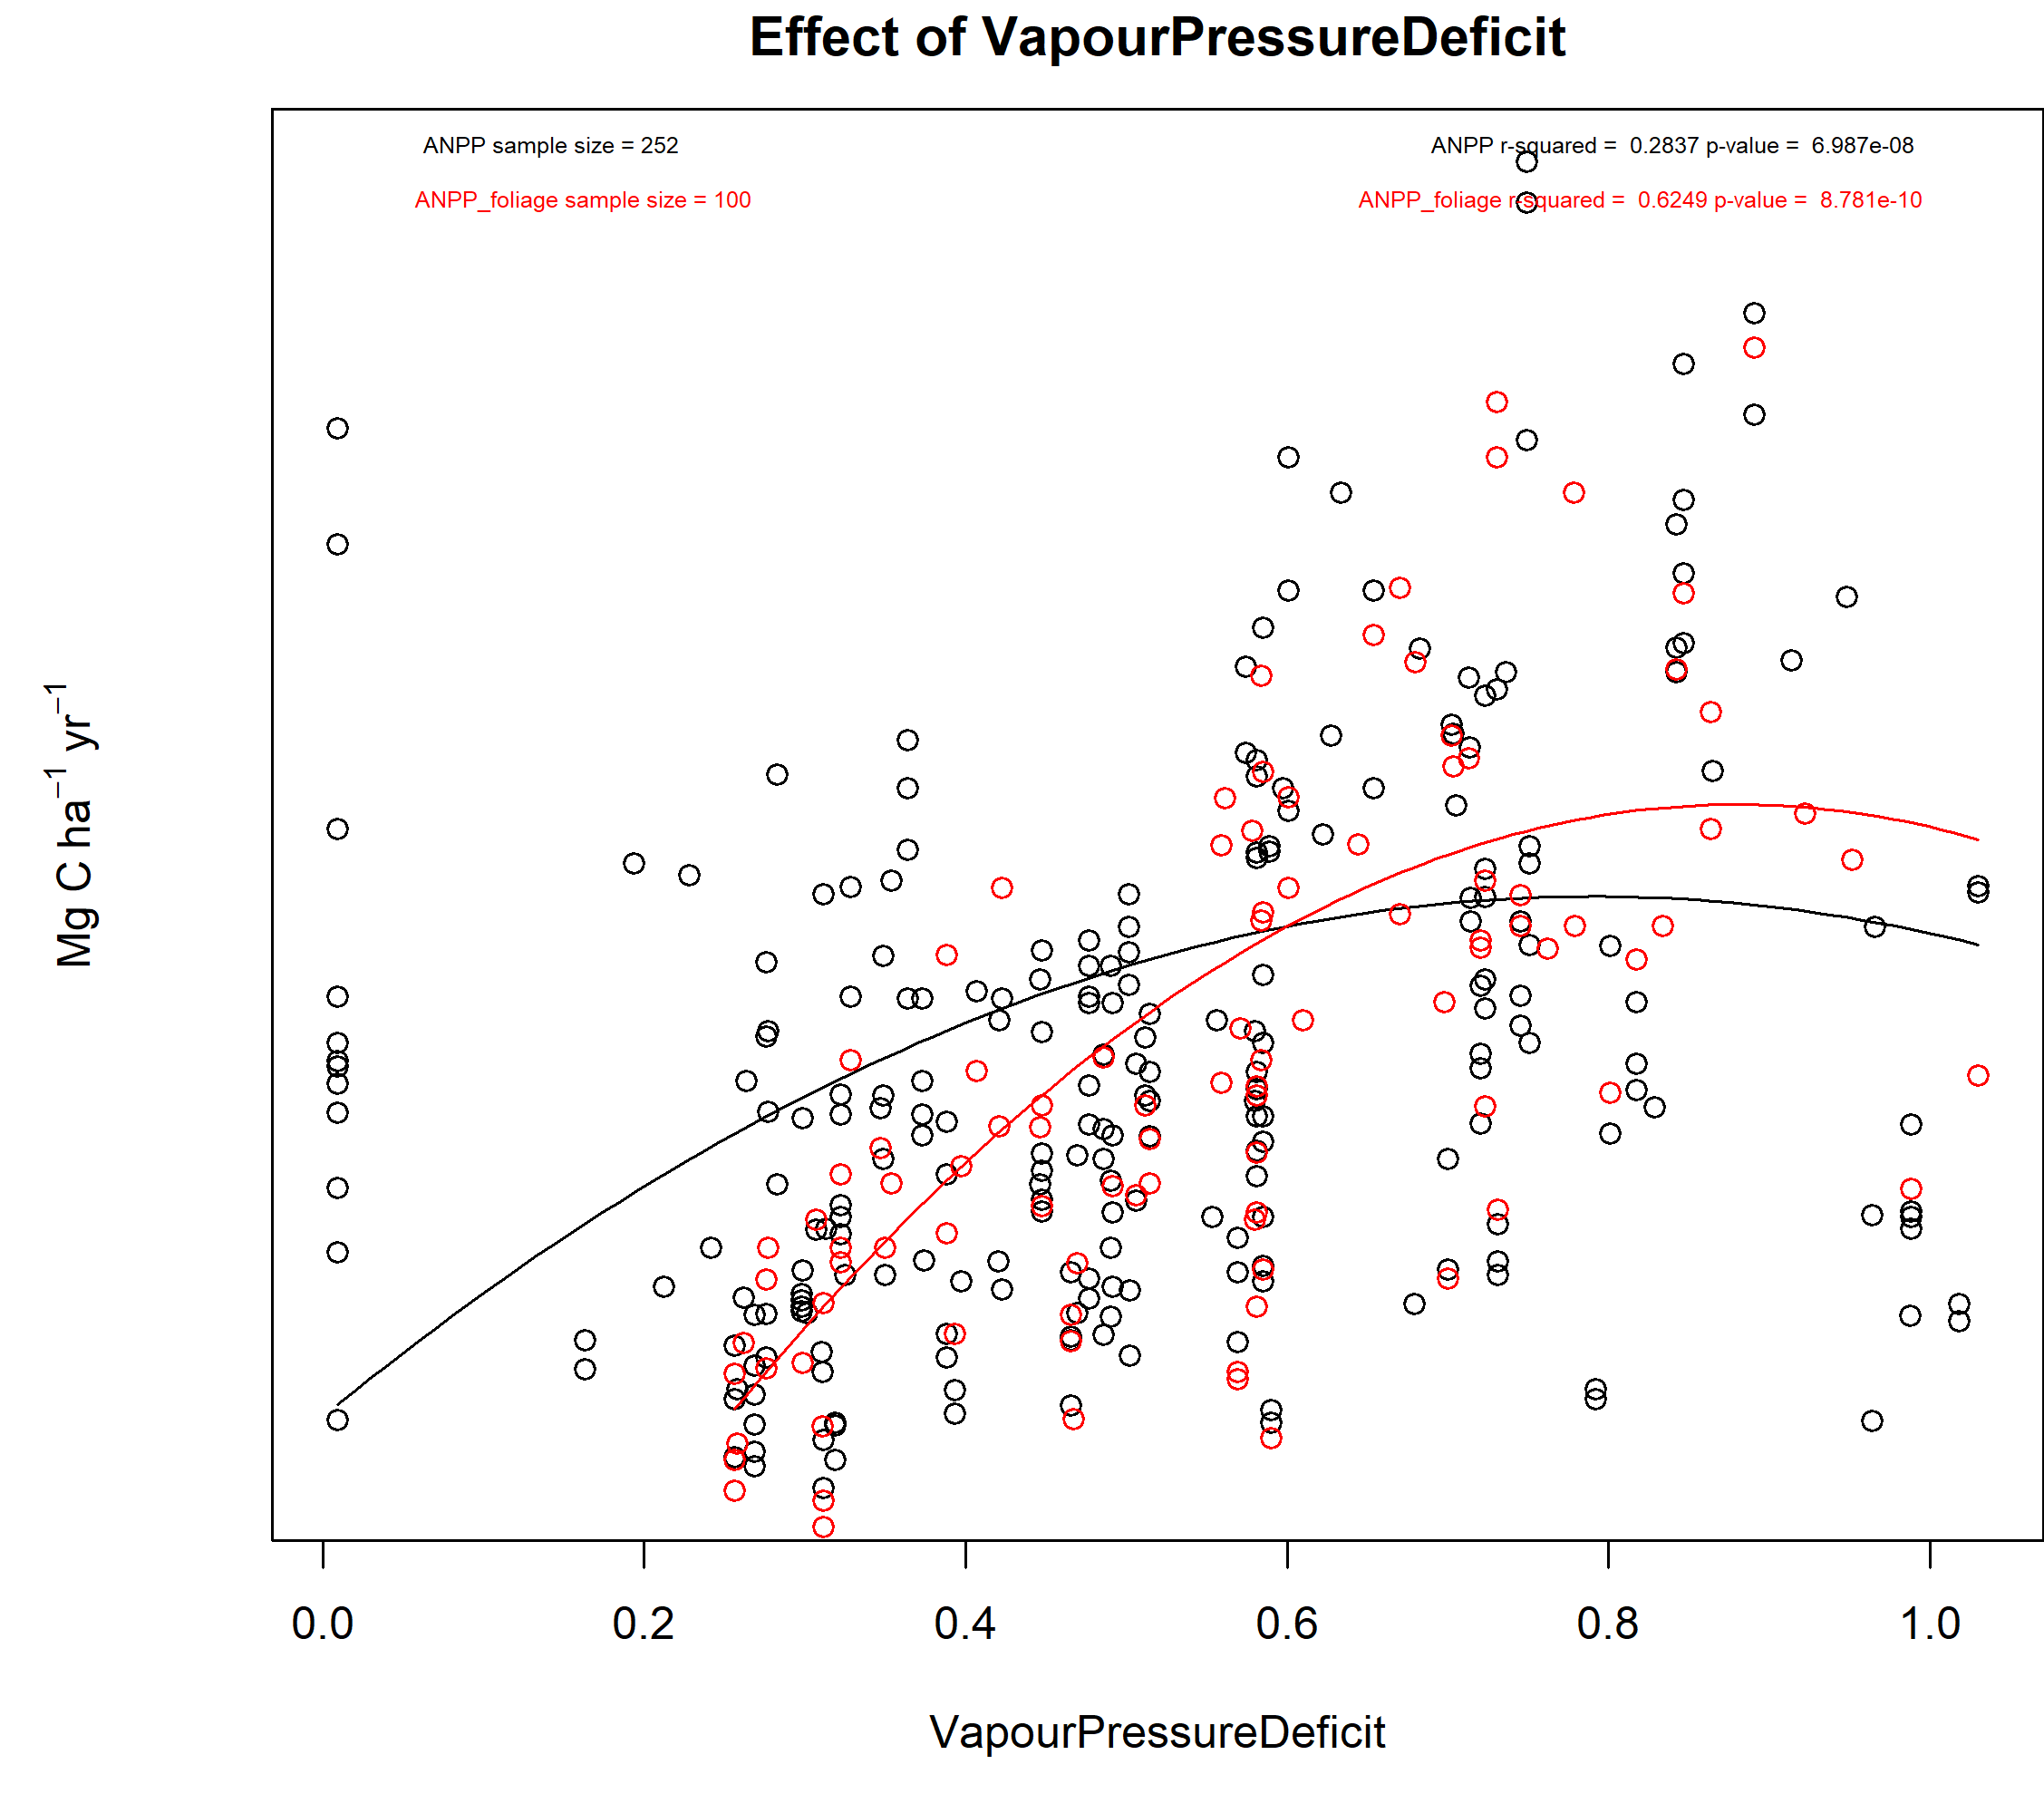 Effect of VapourPressureDeficit
ANPP sample size = 252
ANPP r-squared =  0.2837 p-value =  6.987e-08
ANPP_foliage sample size = 100
ANPP_foliage r-squared =  0.6249 p-value =  8.781e-10
Mg C ha⁻¹ yr⁻¹
0.0 0.2 0.4 0.6 0.8 1.0
VapourPressureDeficit